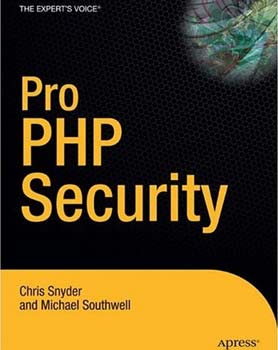 THE EXPERT'S VOICE®
Pro
PHP
Security
Chris Snyder
and Michael Southwell
Apress®